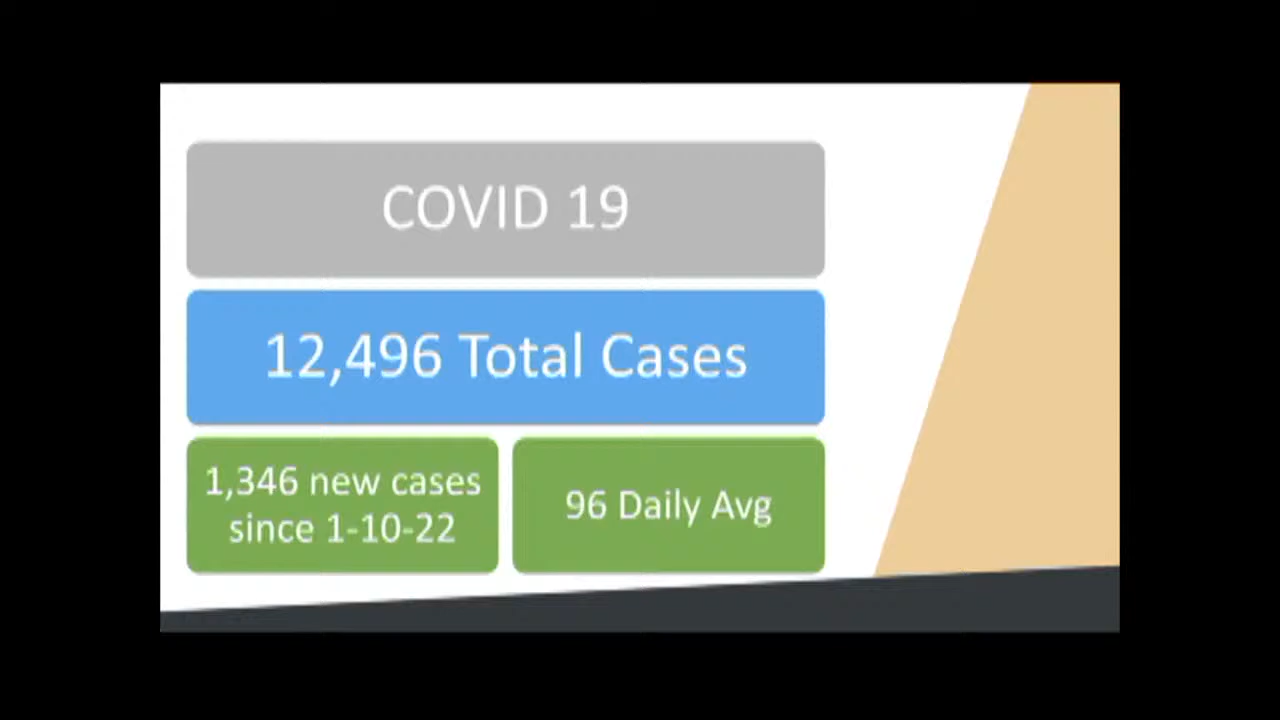 COVID 19
12,496 Total Cases
1,346 new cases
since 1-10-22
96 Daily Avg